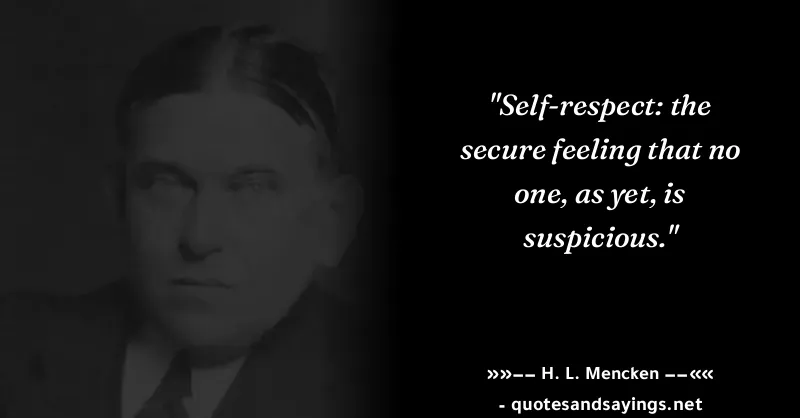 "Self-respect: the
secure feeling that no
one, as yet, is
suspicious."
»»—— H. L. Mencken ——««
- quotesandsayings.net